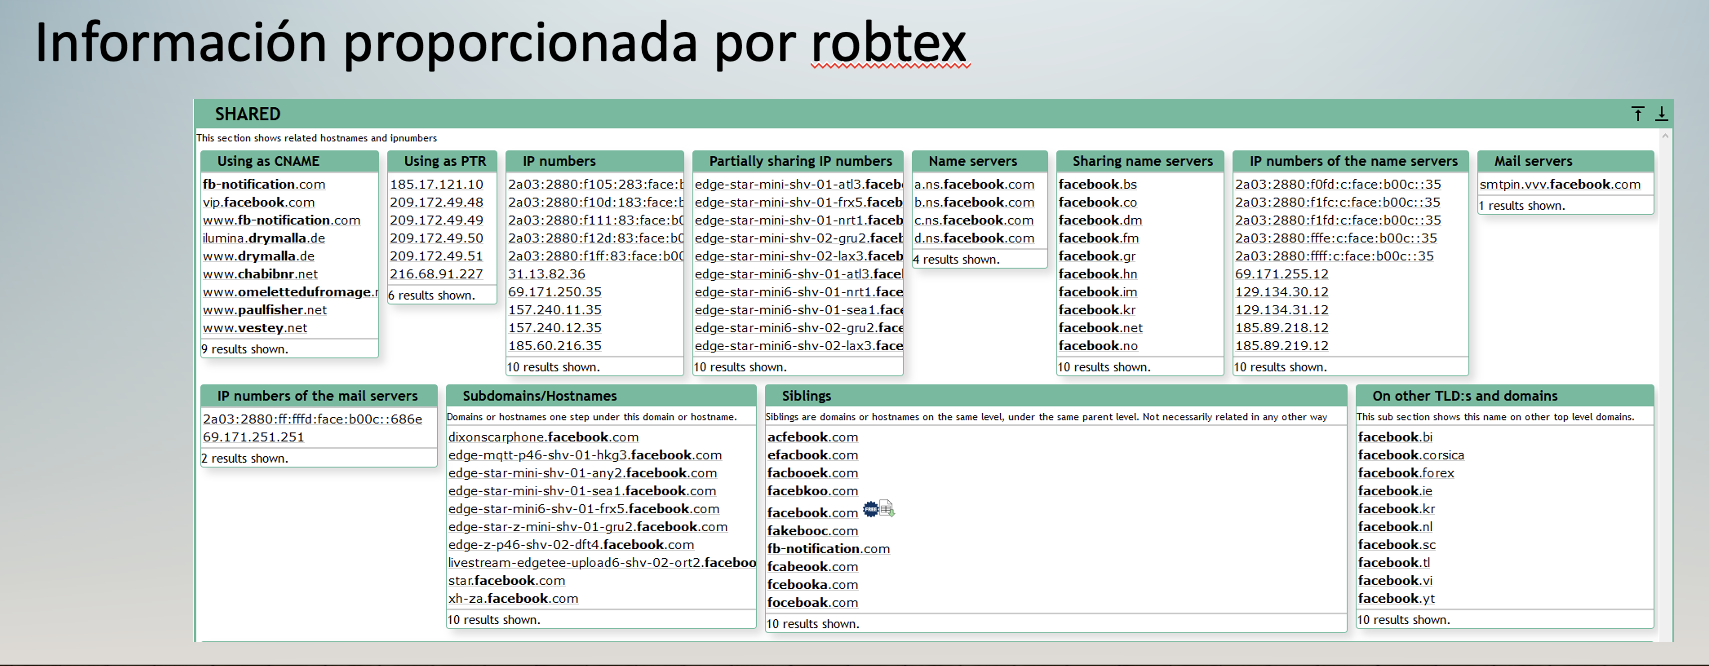 Información proporcionada por robtex
SHARED
This section shows related hostnames and ipnumbers
Using as CNAME
fb-notification.com
vip.facebook.com
www.fb-notification.com
ilumina.drymalla.de
www.drymalla.de
www.chabibnr.net
www.omelettedufromage.r
www.paulfisher.net
www.vestey.net
9 results shown.
Using as PTR
185.17.121.10
209.172.49.48
209.172.49.49
209.172.49.50
209.172.49.51
216.68.91.227
6 results shown.
IP numbers
2a03:2880:f105:283:face:b
2a03:2880:f10d:183:face:b
2a03:2880:f111:83:face:b0
2a03:2880:f12d:83:face:b0
2a03:2880:f1ff:83:face:b00
31.13.82.36
69.171.250.35
157.240.11.35
157.240.12.35
185.60.216.35
10 results shown.
Partially sharing IP numbers
edge-star-mini-shv-01-atl3.faceb
edge-star-mini-shv-01-frx5.faceb
edge-star-mini-shv-01-nrt1.faceb
edge-star-mini-shv-02-gru2.faceb
edge-star-mini-shv-02-lax3.faceb
edge-star-mini6-shv-01-atl3.facel
edge-star-mini6-shv-01-nrt1.face
edge-star-mini6-shv-01-sea1.face
edge-star-mini6-shv-02-gru2.face
edge-star-mini6-shv-02-lax3.face
10 results shown.
Name servers
a.ns.facebook.com
b.ns.facebook.com
c.ns.facebook.com
d.ns.facebook.com
4 results shown.
Sharing name servers
facebook.bs
facebook.co
facebook.dm
facebook.fm
facebook.gr
facebook.hn
facebook.im
facebook.kr
facebook.net
facebook.no
10 results shown.
IP numbers of the name servers
2a03:2880:f0fd:c:face:b00c::35
2a03:2880:f1fc:c:face:b00c::35
2a03:2880:f1fd:c:face:b00c::35
2a03:2880:fffe:c:face:b00c::35
2a03:2880:ffff:c:face:b00c::35
69.171.255.12
129.134.30.12
129.134.31.12
185.89.218.12
185.89.219.12
10 results shown.
Mail servers
smtpin.vvv.facebook.com
1 results shown.
IP numbers of the mail servers
2a03:2880:ff:fffd:face:b00c::686e
69.171.251.251
2 results shown.
Subdomains/Hostnames
Domains or hostnames one step under this domain or hostname.
dixonscarphone.facebook.com
edge-mqtt-p46-shv-01-hkg3.facebook.com
edge-star-mini-shv-01-any2.facebook.com
edge-star-mini-shv-01-sea1.facebook.com
edge-star-mini6-shv-01-frx5.facebook.com
edge-star-z-mini-shv-01-gru2.facebook.com
edge-z-p46-shv-02-dft4.facebook.com
livestream-edgetee-upload6-shv-02-ort2.faceboo
star.facebook.com
xh-za.facebook.com
10 results shown.
Siblings
Siblings are domains or hostnames on the same level, under the same parent level. Not necessarily related in any other way
acfebook.com
efacbook.com
facbooek.com
facebkoo.com
facebook.com FREE
fakebooc.com
fb-notification.com
fcabeook.com
fcebooka.com
foceboak.com
10 results shown.
On other TLD:s and domains
This sub section shows this name on other top level domains.
facebook.bi
facebook.corsica
facebook.forex
facebook.ie
facebook.kr
facebook.nl
facebook.sc
facebook.tl
facebook.vi
facebook.yt
10 results shown.